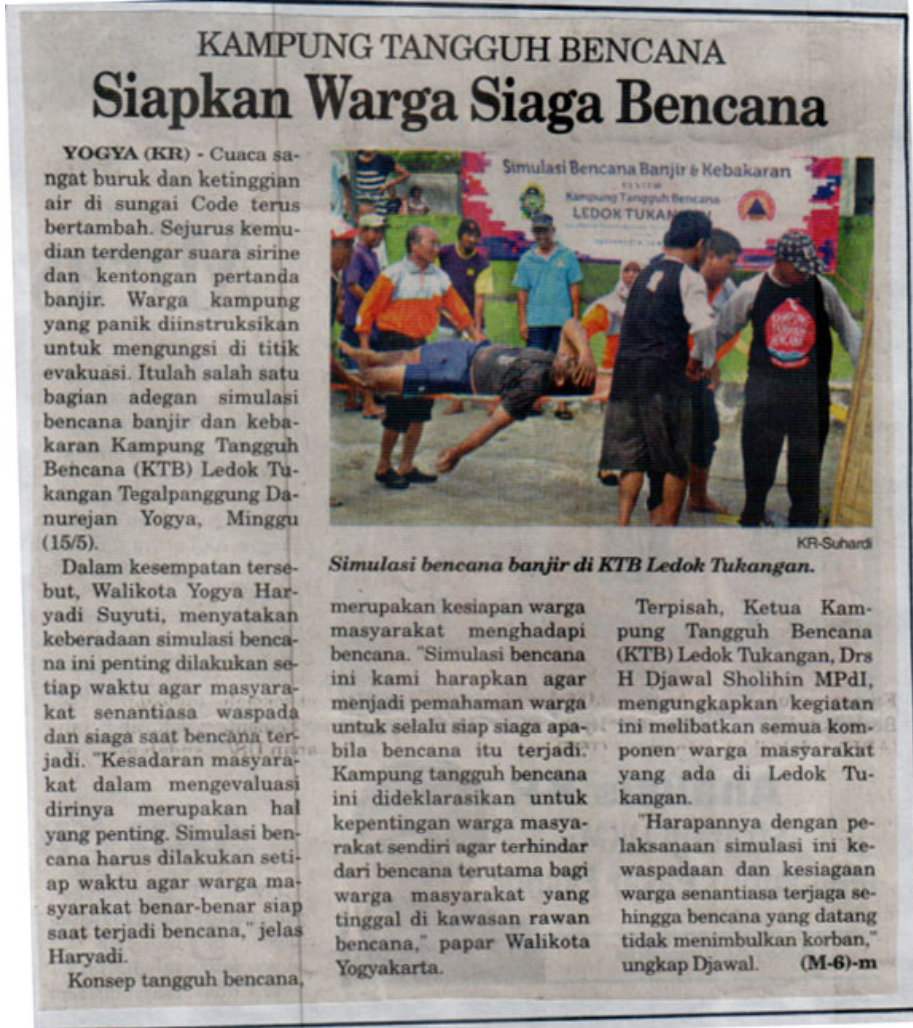 KAMPUNG TANGGUH BENCANA
Siapkan Warga Siaga Bencana
YOGYA (KR) - Cuaca sa-
ngat buruk dan ketinggian
air di sungai Code terus
bertambah. Sejurus kemu-
dian terdengar suara sirine
dan kentongan pertanda
banjir. Warga kampung
yang panik diinstruksikan
untuk mengungsi di titik
evakuasi. Itulah salah satu
bagian adegan simulasi
bencana banjir dan keba-
karan Kampung Tangguh
Bencana (KTB) Ledok Tu-
kangan Tegalpanggung Da-
nurejan Yogya, Minggu
(15/5).
Dalam kesempatan terse-
but, Walikota Yogya Har-
yadi Suyuti, menyatakan
keberadaan simulasi benca-
na ini penting dilakukan se-
tiap waktu agar masyara-
kat senantiasa waspada
dan siaga saat bencana ter-
jadi. "Kesadaran masyara-
kat dalam mengevaluasi
dirinya merupakan hal
yang penting. Simulasi ben-
cana harus dilakukan seti-
ap waktu agar warga ma-
syarakat benar-benar siap
saat terjadi bencana," jelas
Haryadi.
Konsep tangguh bencana,
Simulasi Bencana Banjir & Kebakaran
Kampung Tangguh Bencana
LEDOK TUKANGAN
KAMPUNG
TANGGUH
BENCANA
KR-Suhardi
Simulasi bencana banjir di KTB Ledok Tukangan.
merupakan kesiapan warga
masyarakat menghadapi
bencana. "Simulasi bencana
ini kami harapkan agar
menjadi pemahaman warga
untuk selalu siap siaga apa-
bila bencana itu terjadi.
Kampung tangguh bencana
ini dideklarasikan untuk
kepentingan warga masya-
rakat sendiri agar terhindar
dari bencana terutama bagi
warga masyarakat yang
tinggal di kawasan rawan
bencana," papar Walikota
Yogyakarta.
Terpisah, Ketua Kam-
pung Tangguh Bencana
(KTB) Ledok Tukangan, Drs
H Djawal Sholihin MPdI,
mengungkapkan kegiatan
ini melibatkan semua kom-
ponen warga masyarakat
yang ada di Ledok Tu-
kangan.
"Harapannya dengan pe-
laksanaan simulasi ini ke-
waspadaan dan kesiagaan
warga senantiasa terjaga se-
hingga bencana yang datang
tidak menimbulkan korban,"
ungkap Djawal. (M-6)-m